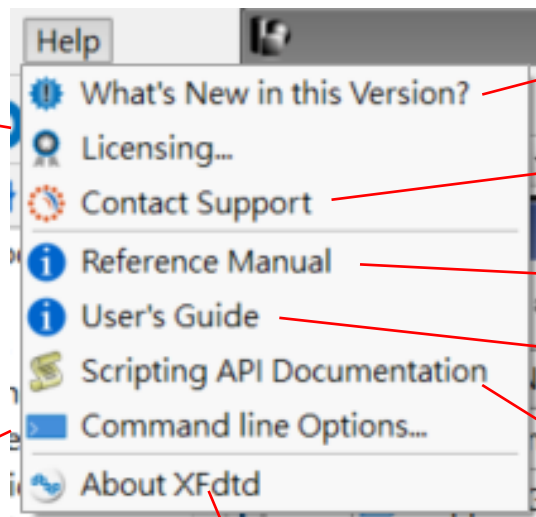 Help
What's New in this Version?
Licensing...
Contact Support
Reference Manual
User's Guide
Scripting API Documentation
Command line Options...
About XFdtd